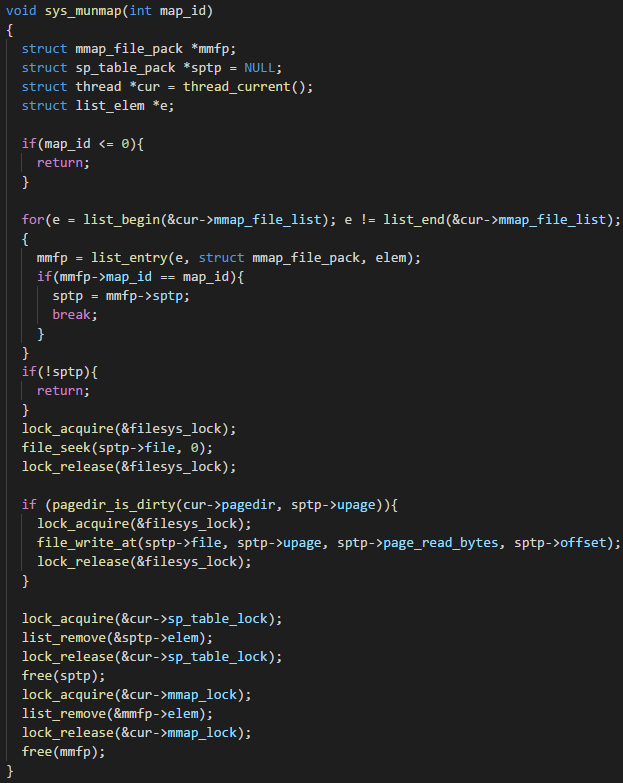 void sys_munmap(int map_id)
{
  struct mmap_file_pack *mmfp;
  struct sp_table_pack *sptp = NULL;
  struct thread *cur = thread_current();
  struct list_elem *e;

  if(map_id <= 0){
    return;
  }

  for(e = list_begin(&cur->mmap_file_list); e != list_end(&cur->mmap_file_list);
  {
    mmfp = list_entry(e, struct mmap_file_pack, elem);
    if(mmfp->map_id == map_id){
      sptp = mmfp->sptp;
      break;
    }
  }
  if(!sptp){
    return;
  }
  lock_acquire(&filesys_lock);
  file_seek(sptp->file, 0);
  lock_release(&filesys_lock);

  if (pagedir_is_dirty(cur->pagedir, sptp->upage)){
    lock_acquire(&filesys_lock);
    file_write_at(sptp->file, sptp->upage, sptp->page_read_bytes, sptp->offset);
    lock_release(&filesys_lock);
  }

  lock_acquire(&cur->sp_table_lock);
  list_remove(&sptp->elem);
  lock_release(&cur->sp_table_lock);
  free(sptp);
  lock_acquire(&cur->mmap_lock);
  list_remove(&mmfp->elem);
  lock_release(&cur->mmap_lock);
  free(mmfp);
}